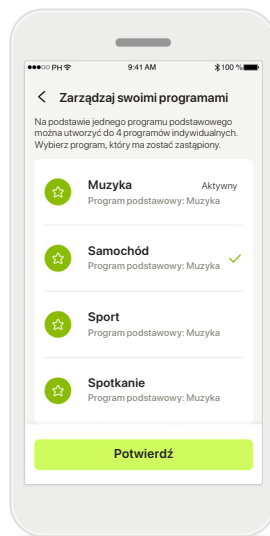 PH 9:41 AM 100 %
Zarządzaj swoimi programami
Na podstawie jednego programu podstawowego
można utworzyć do 4 programów indywidualnych.
Wybierz program, który ma zostać zastąpiony.
Muzyka Aktywny
Program podstawowy: Muzyka
Samochód
Program podstawowy: Muzyka
Sport
Program podstawowy: Muzyka
Spotkanie
Program podstawowy: Muzyka
Potwierdź